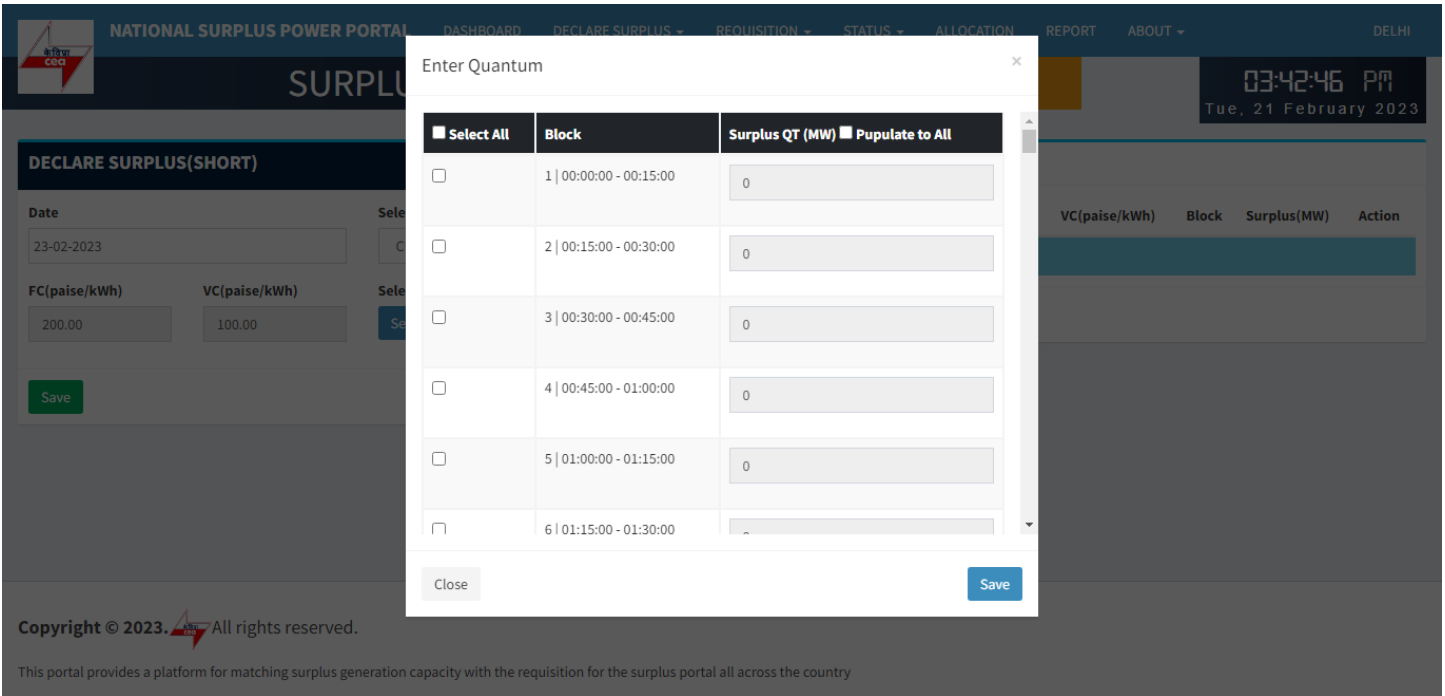 NATIONAL SURPLUS POWER PORTAL DASHBOARD DECLARE SURPLUS REQUISITION STATUS ALLOCATION REPORT ABOUT DELHI
केविप्रा
cea
SURPLU
03:42:46 PM
Tue, 21 February 2023
Enter Quantum ×
Select All Block Surplus QT (MW) Pupulate to All
1 | 00:00:00 - 00:15:00 0
2 | 00:15:00 - 00:30:00 0
3 | 00:30:00 - 00:45:00 0
4 | 00:45:00 - 01:00:00 0
5 | 01:00:00 - 01:15:00 0
6 | 01:15:00 - 01:30:00
Close Save
DECLARE SURPLUS(SHORT)
Date Sele
23-02-2023 C
FC(paise/kWh) VC(paise/kWh) Sele
200.00 100.00 Se
Save
VC(paise/kWh) Block Surplus(MW) Action
Copyright © 2023. cea All rights reserved.
This portal provides a platform for matching surplus generation capacity with the requisition for the surplus portal all across the country